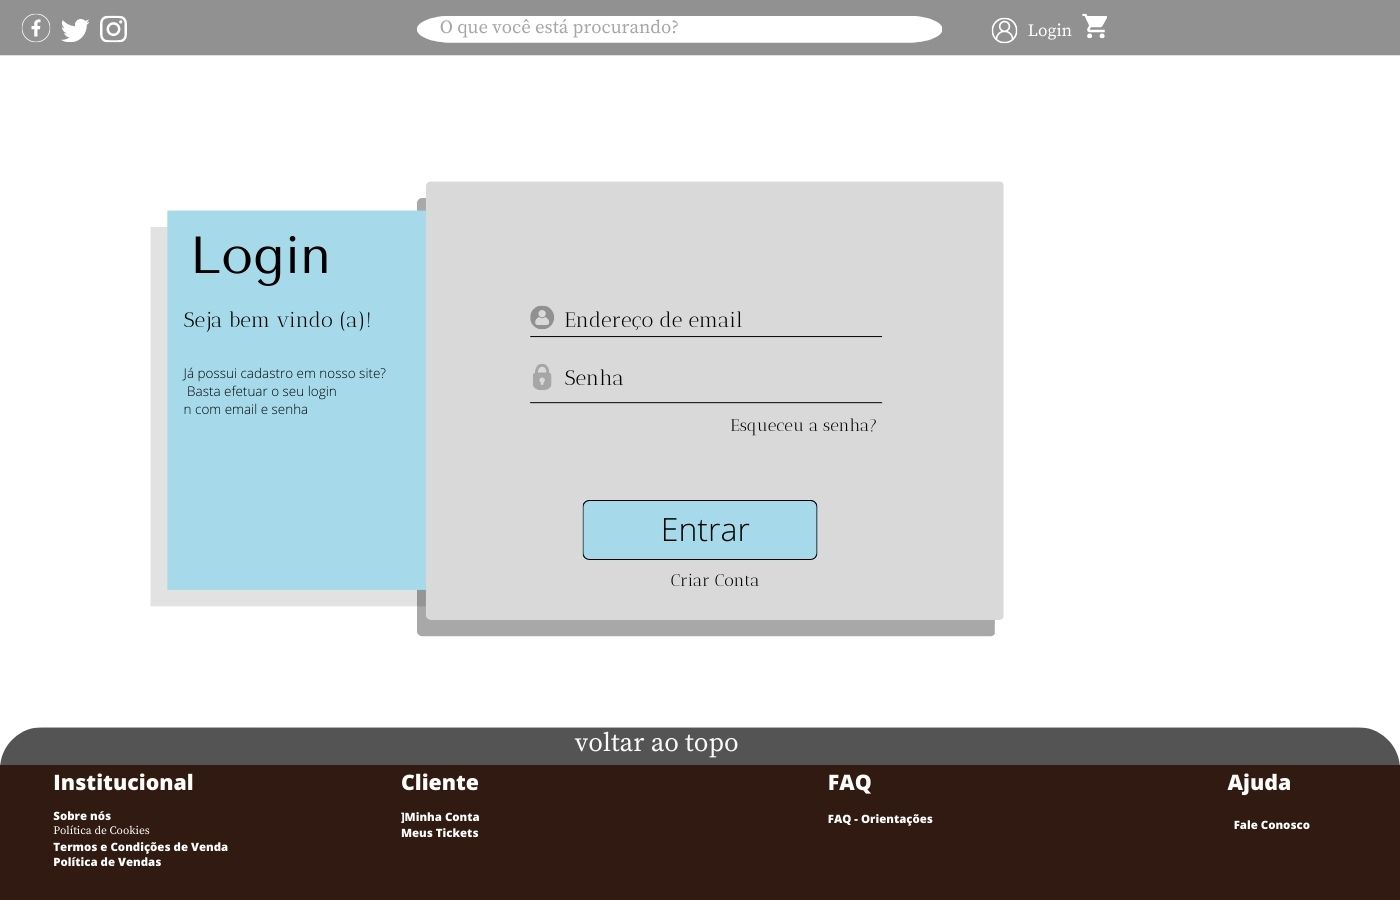 O que você está procurando?
Login
Login
Seja bem vindo (a)!
Já possui cadastro em nosso site?
Basta efetuar o seu login
n com email e senha
Endereço de email
Senha
Esqueceu a senha?
Entrar
Criar Conta
voltar ao topo
Institucional
Sobre nós
Política de Cookies
Termos e Condições de Venda
Política de Vendas
Cliente
]Minha Conta
Meus Tickets
FAQ
FAQ - Orientações
Ajuda
Fale Conosco